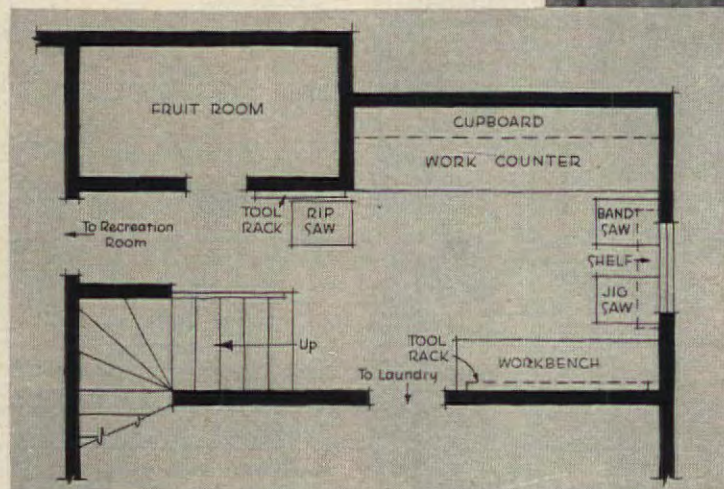 FRUIT ROOM
CUPBOARD
WORK COUNTER
TOOL
RACK
RIP
SAW
BAND
SAW
To Recreation
Room
SHELF
JIG
SAW
Up
TOOL
RACK
WORKBENCH
To Laundry